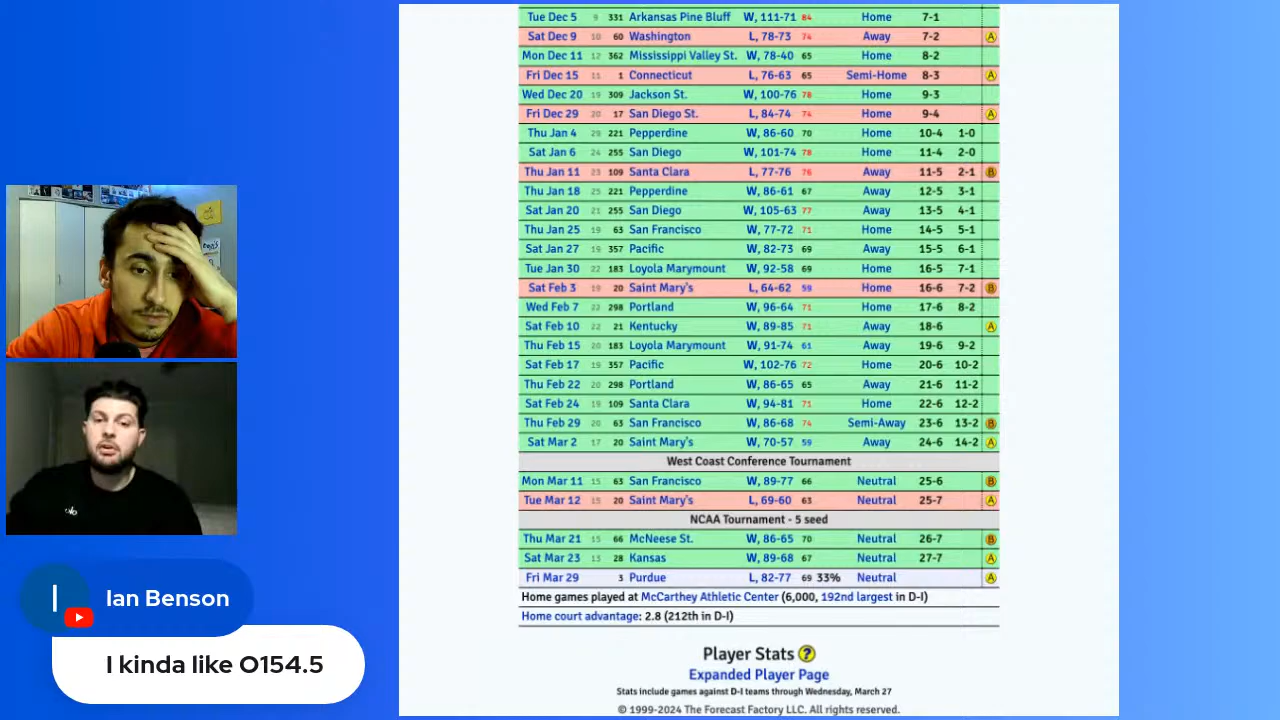 Tue Dec 5 9 331 Arkansas Pine Bluff W, 111-71 84 Home 7-1
Sat Dec 9 10 60 Washington L, 78-73 74 Away 7-2 A
Mon Dec 11 12 362 Mississippi Valley St. W, 78-40 65 Home 8-2
Fri Dec 15 11 1 Connecticut L, 76-63 65 Semi-Home 8-3 A
Wed Dec 20 19 309 Jackson St. W, 100-76 78 Home 9-3
Fri Dec 29 20 17 San Diego St. L, 84-74 74 Home 9-4 A
Thu Jan 4 29 221 Pepperdine W, 86-60 70 Home 10-4 1-0
Sat Jan 6 24 255 San Diego W, 101-74 78 Home 11-4 2-0
Thu Jan 11 23 109 Santa Clara L, 77-76 76 Away 11-5 2-1 B
Thu Jan 18 25 221 Pepperdine W, 86-61 67 Away 12-5 3-1
Sat Jan 20 21 255 San Diego W, 105-63 77 Away 13-5 4-1
Thu Jan 25 19 63 San Francisco W, 77-72 71 Home 14-5 5-1
Sat Jan 27 19 357 Pacific W, 82-73 69 Away 15-5 6-1
Tue Jan 30 22 183 Loyola Marymount W, 92-58 69 Home 16-5 7-1
Sat Feb 3 19 20 Saint Mary's L, 64-62 59 Home 16-6 7-2 B
Wed Feb 7 22 298 Portland W, 96-64 71 Home 17-6 8-2
Sat Feb 10 22 21 Kentucky W, 89-85 71 Away 18-6 A
Thu Feb 15 20 183 Loyola Marymount W, 91-74 61 Away 19-6 9-2
Sat Feb 17 19 357 Pacific W, 102-76 72 Home 20-6 10-2
Thu Feb 22 20 298 Portland W, 86-65 65 Away 21-6 11-2
Sat Feb 24 19 109 Santa Clara W, 94-81 71 Home 22-6 12-2
Thu Feb 29 20 63 San Francisco W, 86-68 74 Semi-Away 23-6 13-2 B
Sat Mar 2 17 20 Saint Mary's W, 70-57 59 Away 24-6 14-2 A
West Coast Conference Tournament
Mon Mar 11 15 63 San Francisco W, 89-77 66 Neutral 25-6 B
Tue Mar 12 15 20 Saint Mary's L, 69-60 63 Neutral 25-7 A
NCAA Tournament - 5 seed
Thu Mar 21 15 66 McNeese St. W, 86-65 70 Neutral 26-7 B
Sat Mar 23 15 28 Kansas W, 89-68 67 Neutral 27-7 A
Fri Mar 29 3 Purdue L, 82-77 69 33% Neutral A
Home games played at McCarthey Athletic Center (6,000, 192nd largest in D-I)
Home court advantage: 2.8 (212th in D-I)
Player Stats ?
Expanded Player Page
Stats include games against D-I teams through Wednesday, March 27
© 1999-2024 The Forecast Factory LLC. All rights reserved.
I
Ian Benson
I kinda like O154.5